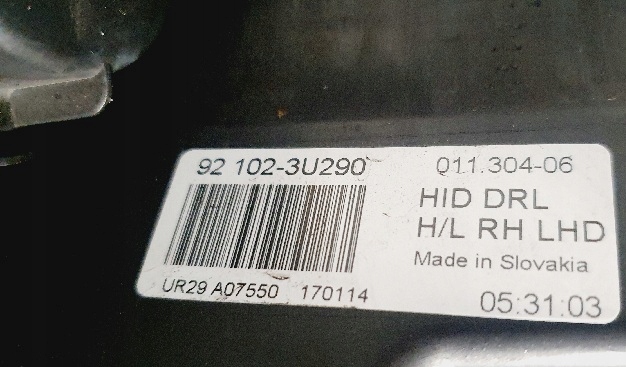 92 102-3U290 011.304-06
HID DRL
H/L RH LHD
Made in Slovakia
UR29 A07550 170114 05:31:03